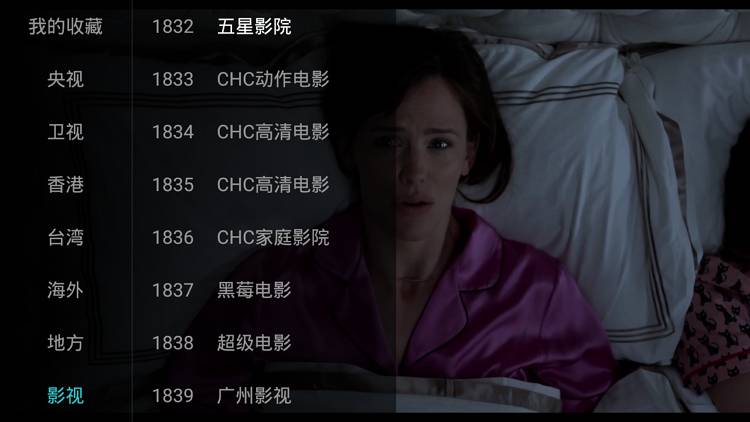 我的收藏 1832 五星影院
央视 1833 CHC动作电影
卫视 1834 CHC高清电影
香港 1835 CHC高清电影
台湾 1836 CHC家庭影院
海外 1837 黑莓电影
地方 1838 超级电影
影视 1839 广州影视